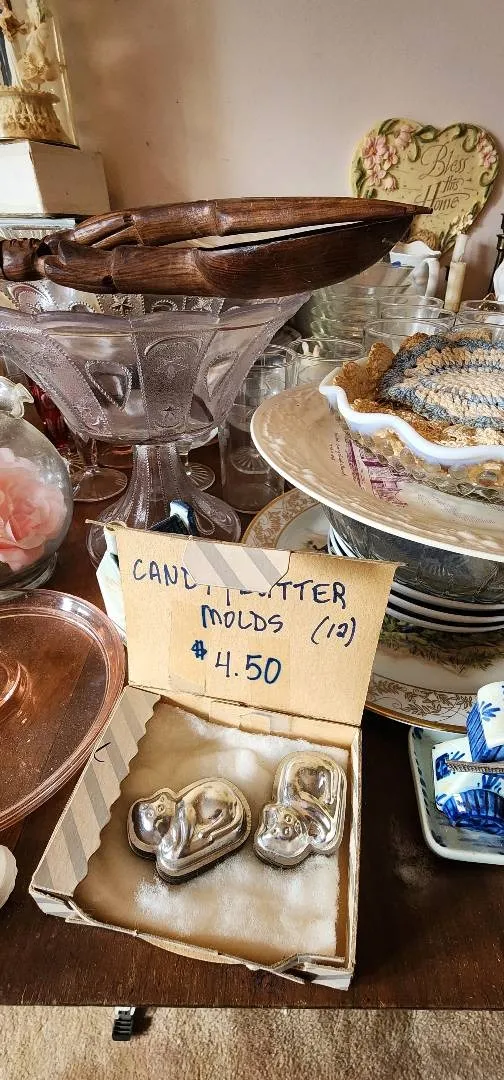 Bless
this
Home
CANDY/BUTTER
MOLDS (12)
$4.50